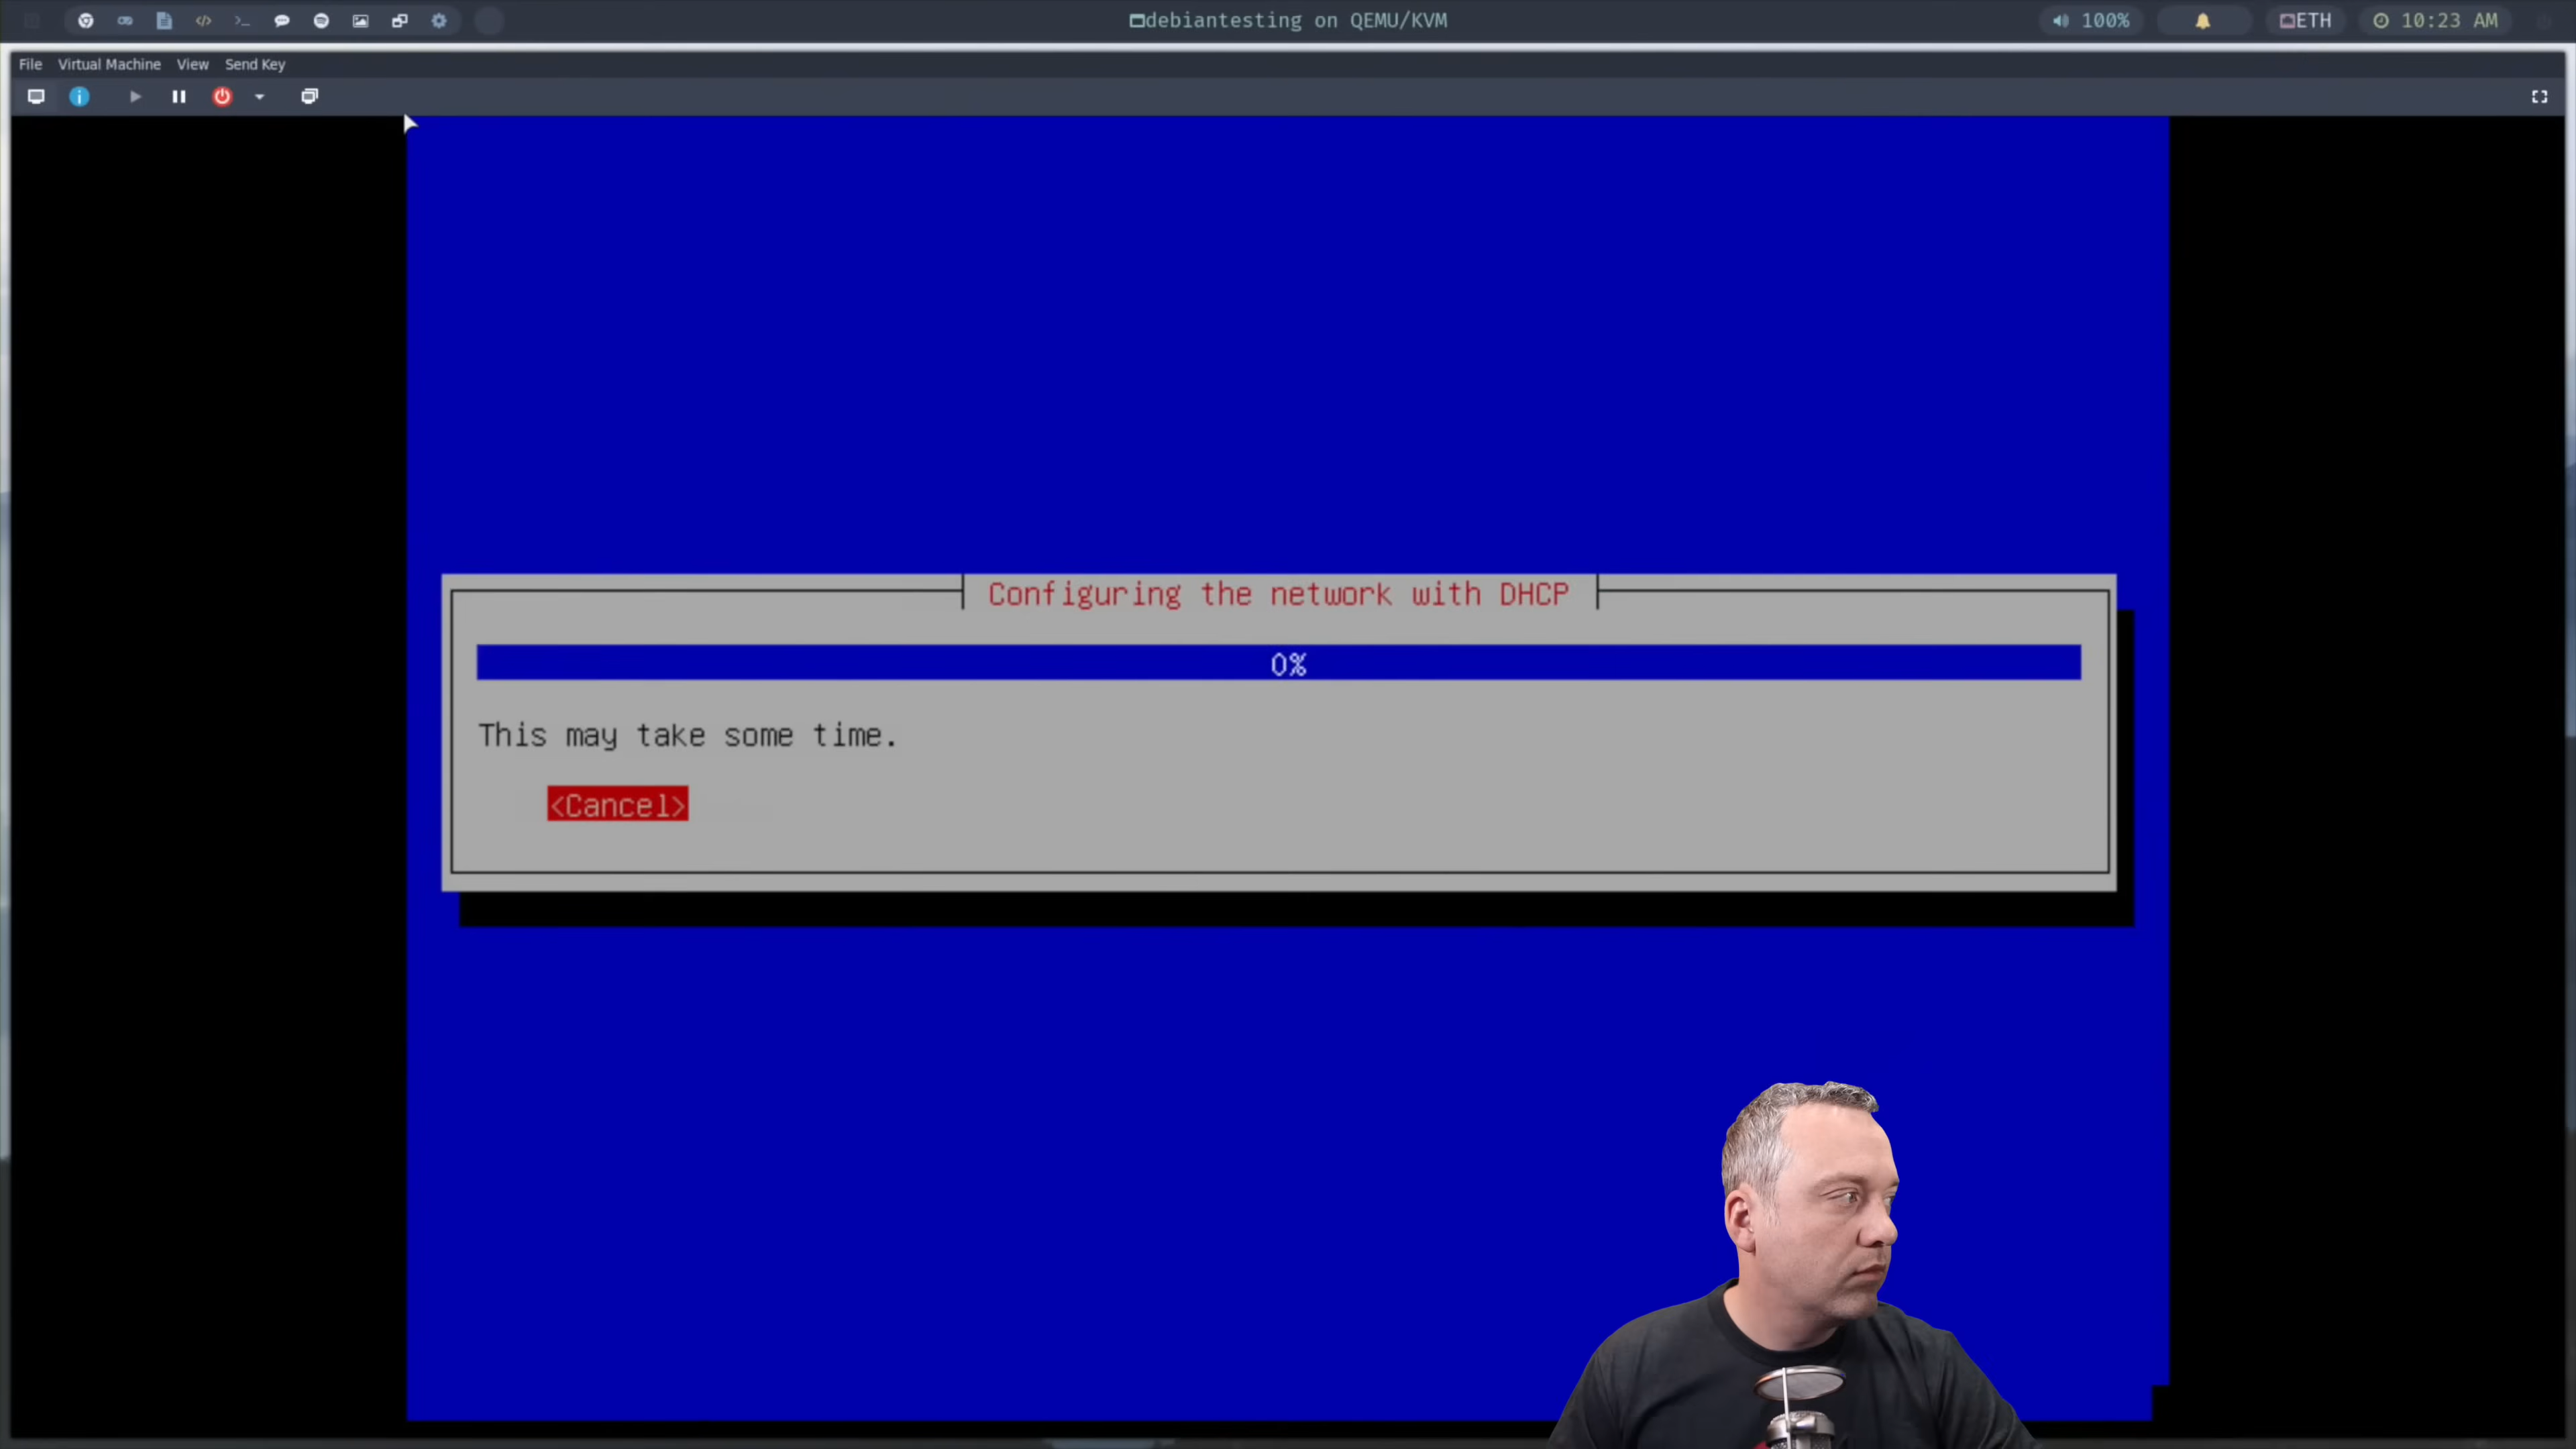 debiantesting on QEMU/KVM
100%
ETH
10:23 AM
File Virtual Machine View Send Key
Configuring the network with DHCP
0%
This may take some time.
<Cancel>